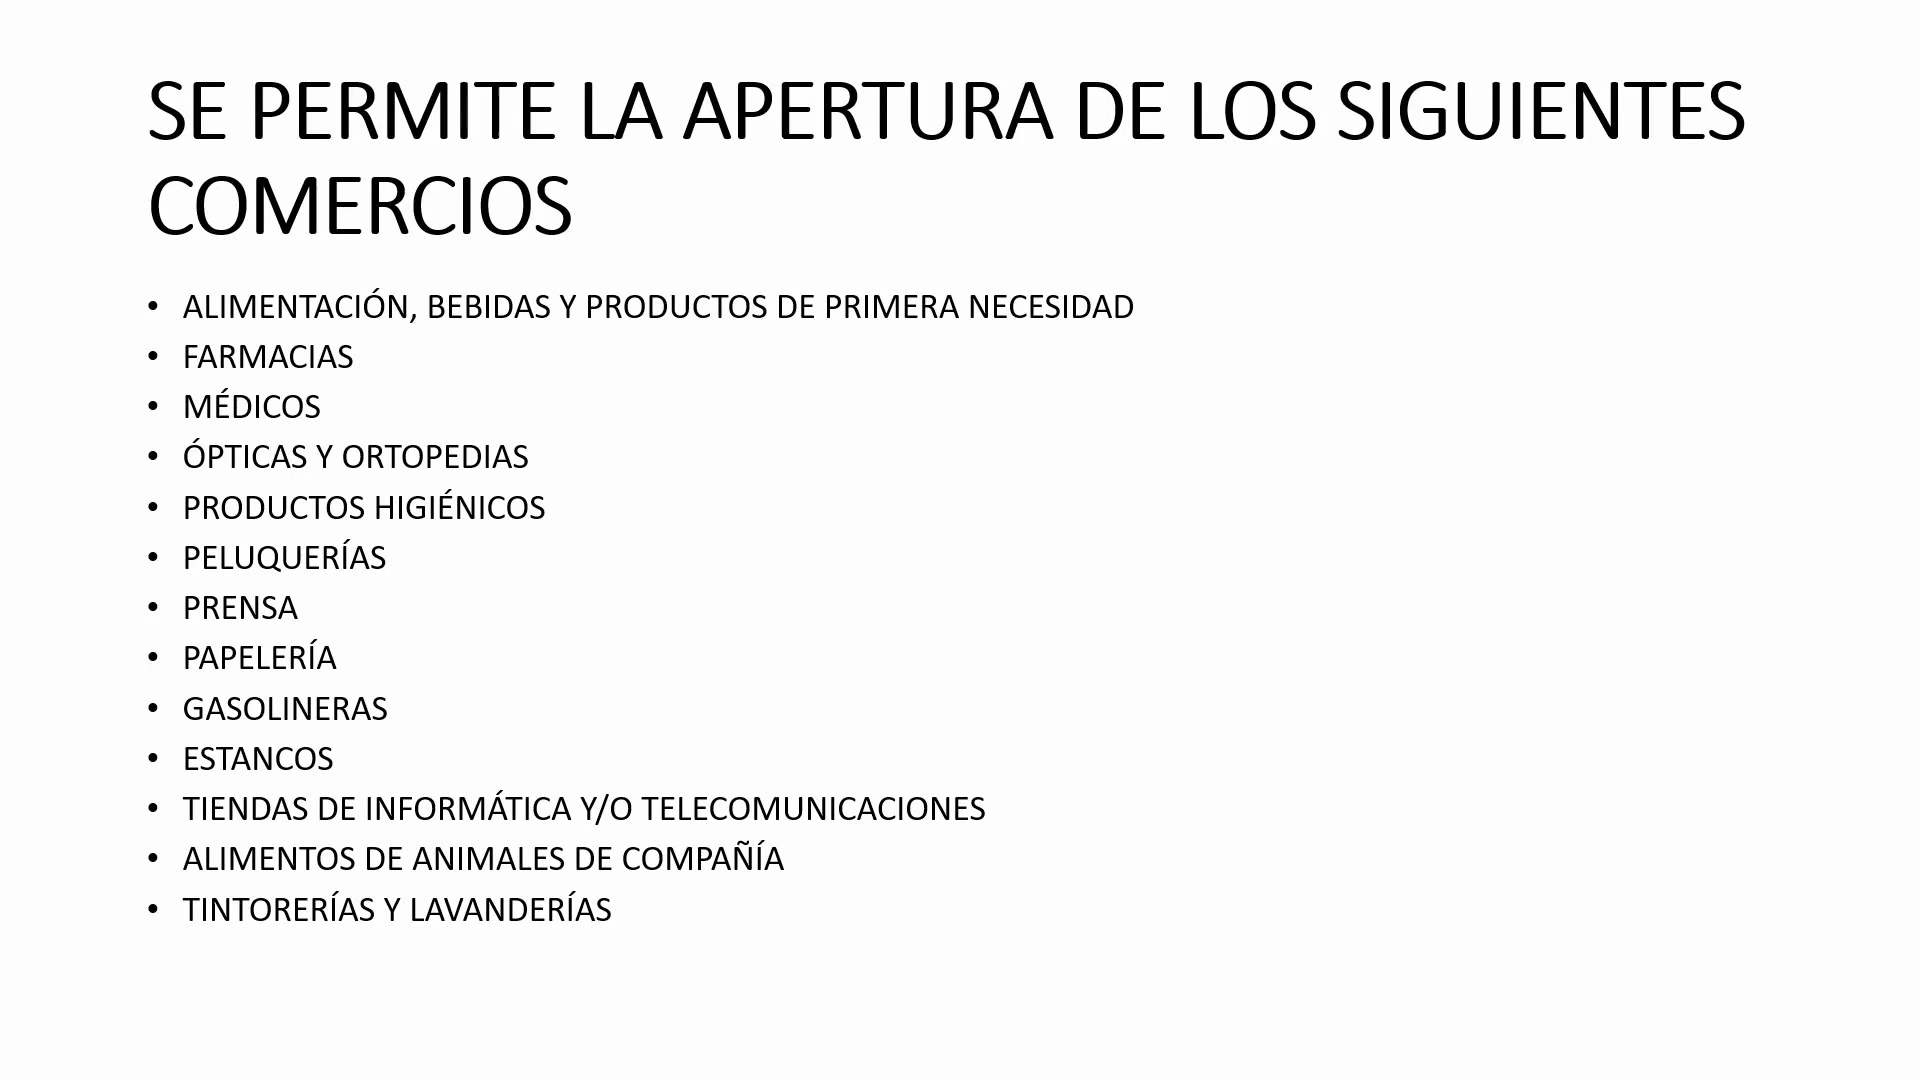 SE PERMITE LA APERTURA DE LOS SIGUIENTES
COMERCIOS
• ALIMENTACIÓN, BEBIDAS Y PRODUCTOS DE PRIMERA NECESIDAD
• FARMACIAS
• MÉDICOS
• ÓPTICAS Y ORTOPEDIAS
• PRODUCTOS HIGIÉNICOS
• PELUQUERÍAS
• PRENSA
• PAPELERÍA
• GASOLINERAS
• ESTANCOS
• TIENDAS DE INFORMÁTICA Y/O TELECOMUNICACIONES
• ALIMENTOS DE ANIMALES DE COMPAÑÍA
• TINTORERÍAS Y LAVANDERÍAS